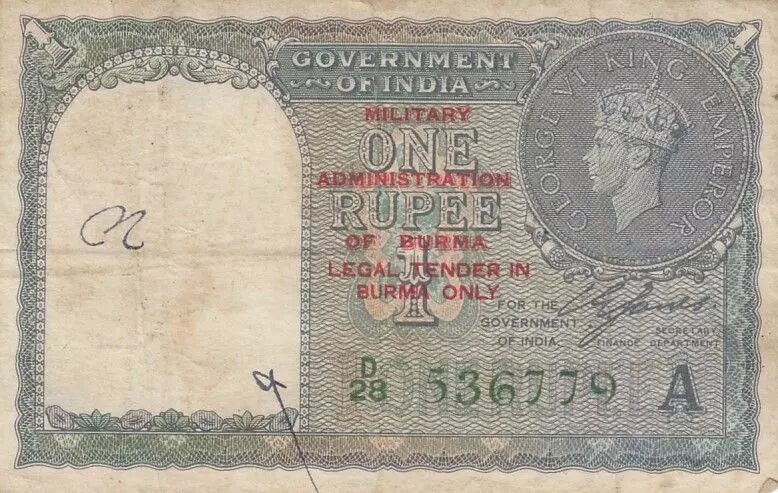 GOVERNMENT
OF INDIA
GEORGE VI KING EMPEROR
MILITARY
ONE
ADMINISTRATION
RUPEE
OF BURMA
1
LEGAL TENDER IN
BURMA ONLY
FOR THE
GOVERNMENT
OF INDIA.
SECRETARY,
FINANCE DEPARTMENT
D/28 536779 A